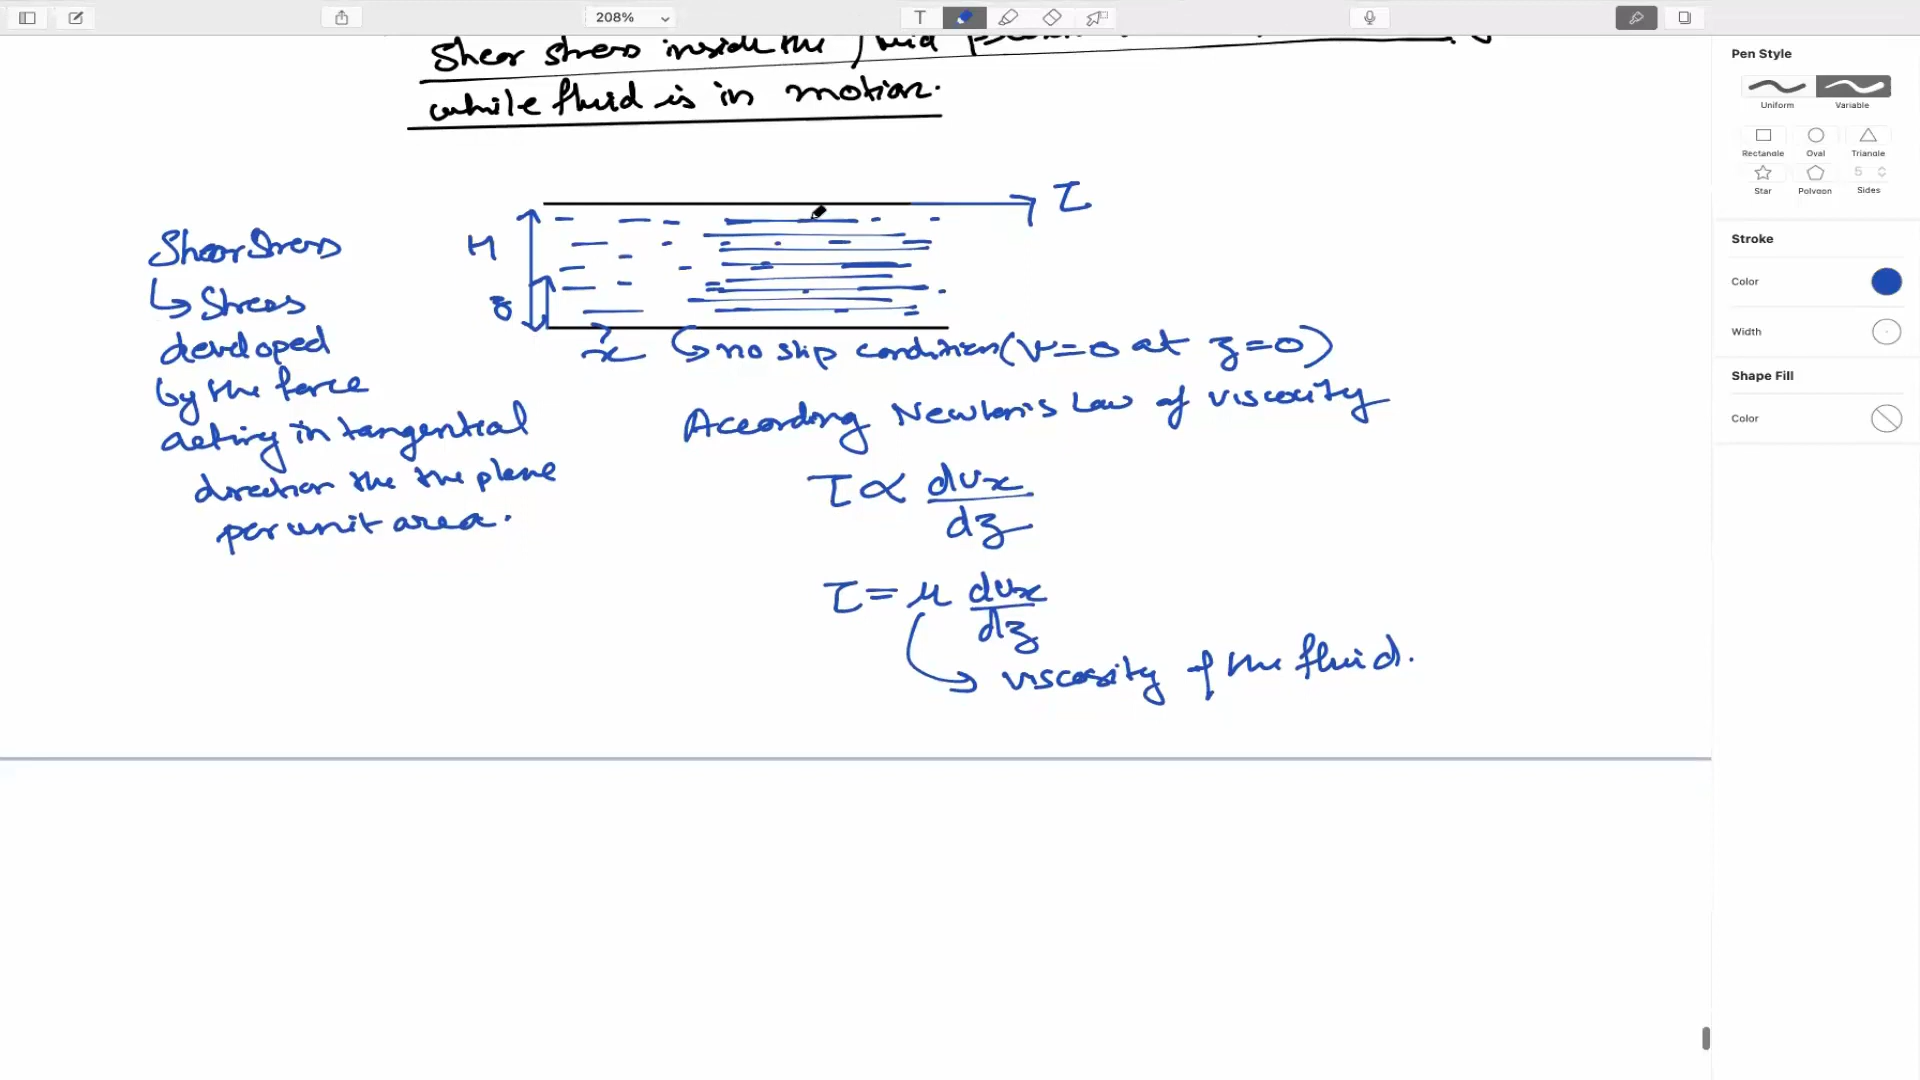 208%
T
Pen Style
Uniform Variable
Rectangle Oval Triangle
5
Star Polygon Sides
Stroke
Color
Width
Shape Fill
Color
Shear stress inside the fluid
while fluid is in motion.
τ
H
z
x
no slip condition (v=0 at z=0)
Shear Stress
↳ Stress
developed
by the force
acting in tangential
direction the the plane
per unit area.
According Newton's Law of viscosity
τ ∝ dvx/dz
τ = μ dvx/dz
viscosity of the fluid.